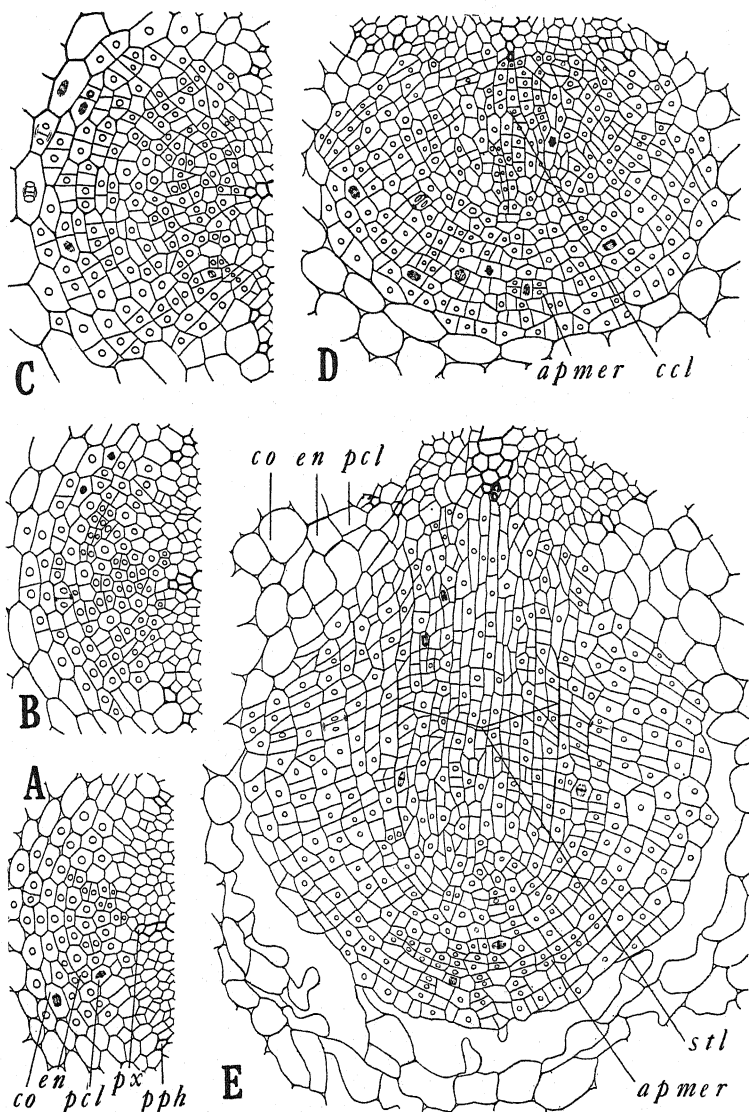 C
D
apmer ccl
B
co en pcl
A
co en pcl px pph
E
stl
apmer